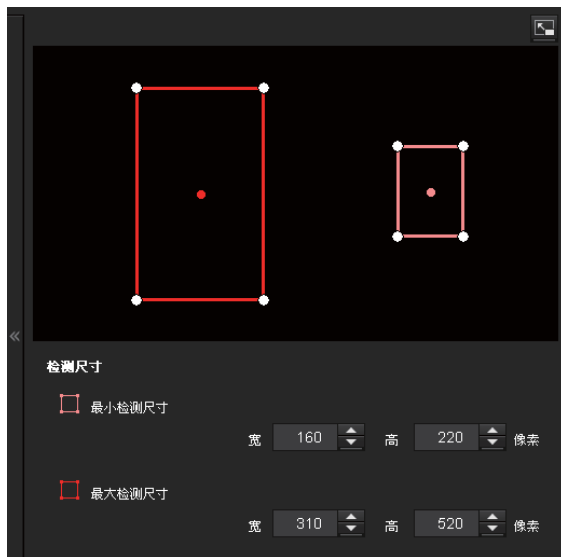 检测尺寸
最小检测尺寸
宽 160 高 220 像素
最大检测尺寸
宽 310 高 520 像素